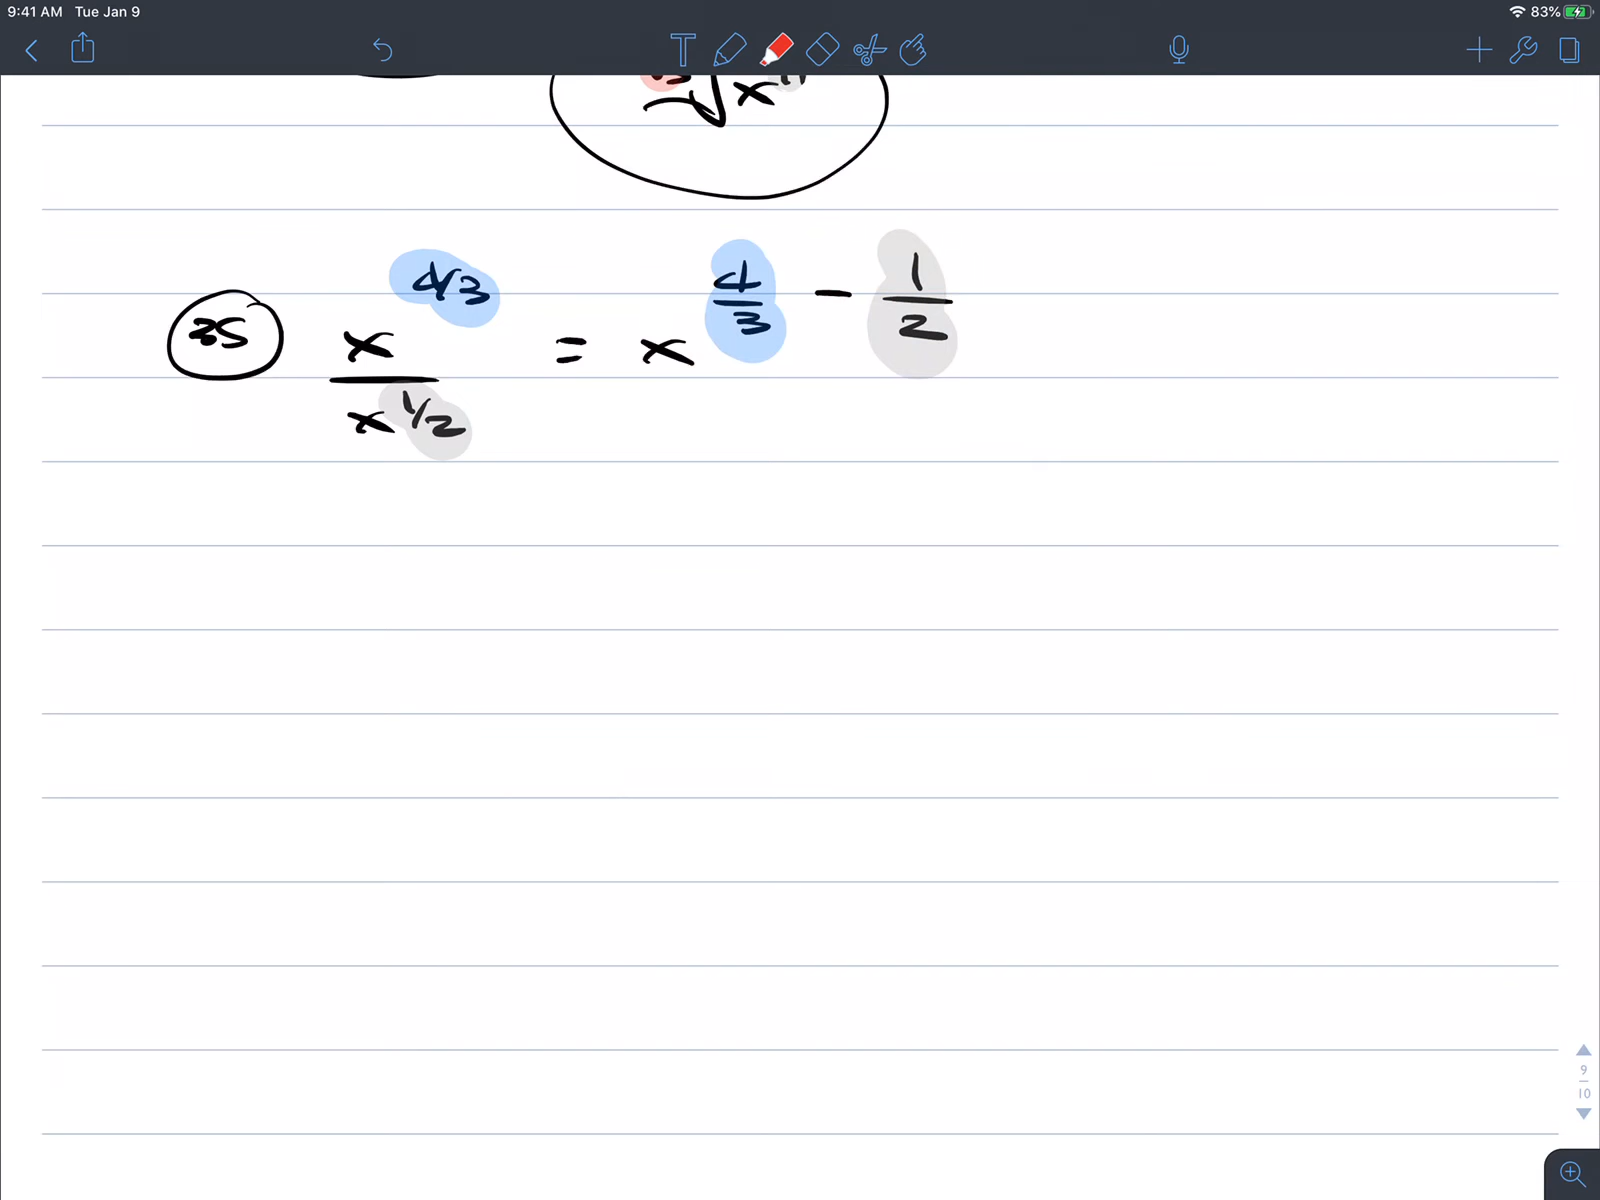 9:41 AM Tue Jan 9 83%
√x
35 x^4/3 / x^1/2 = x^4/3 - 1/2
9
10